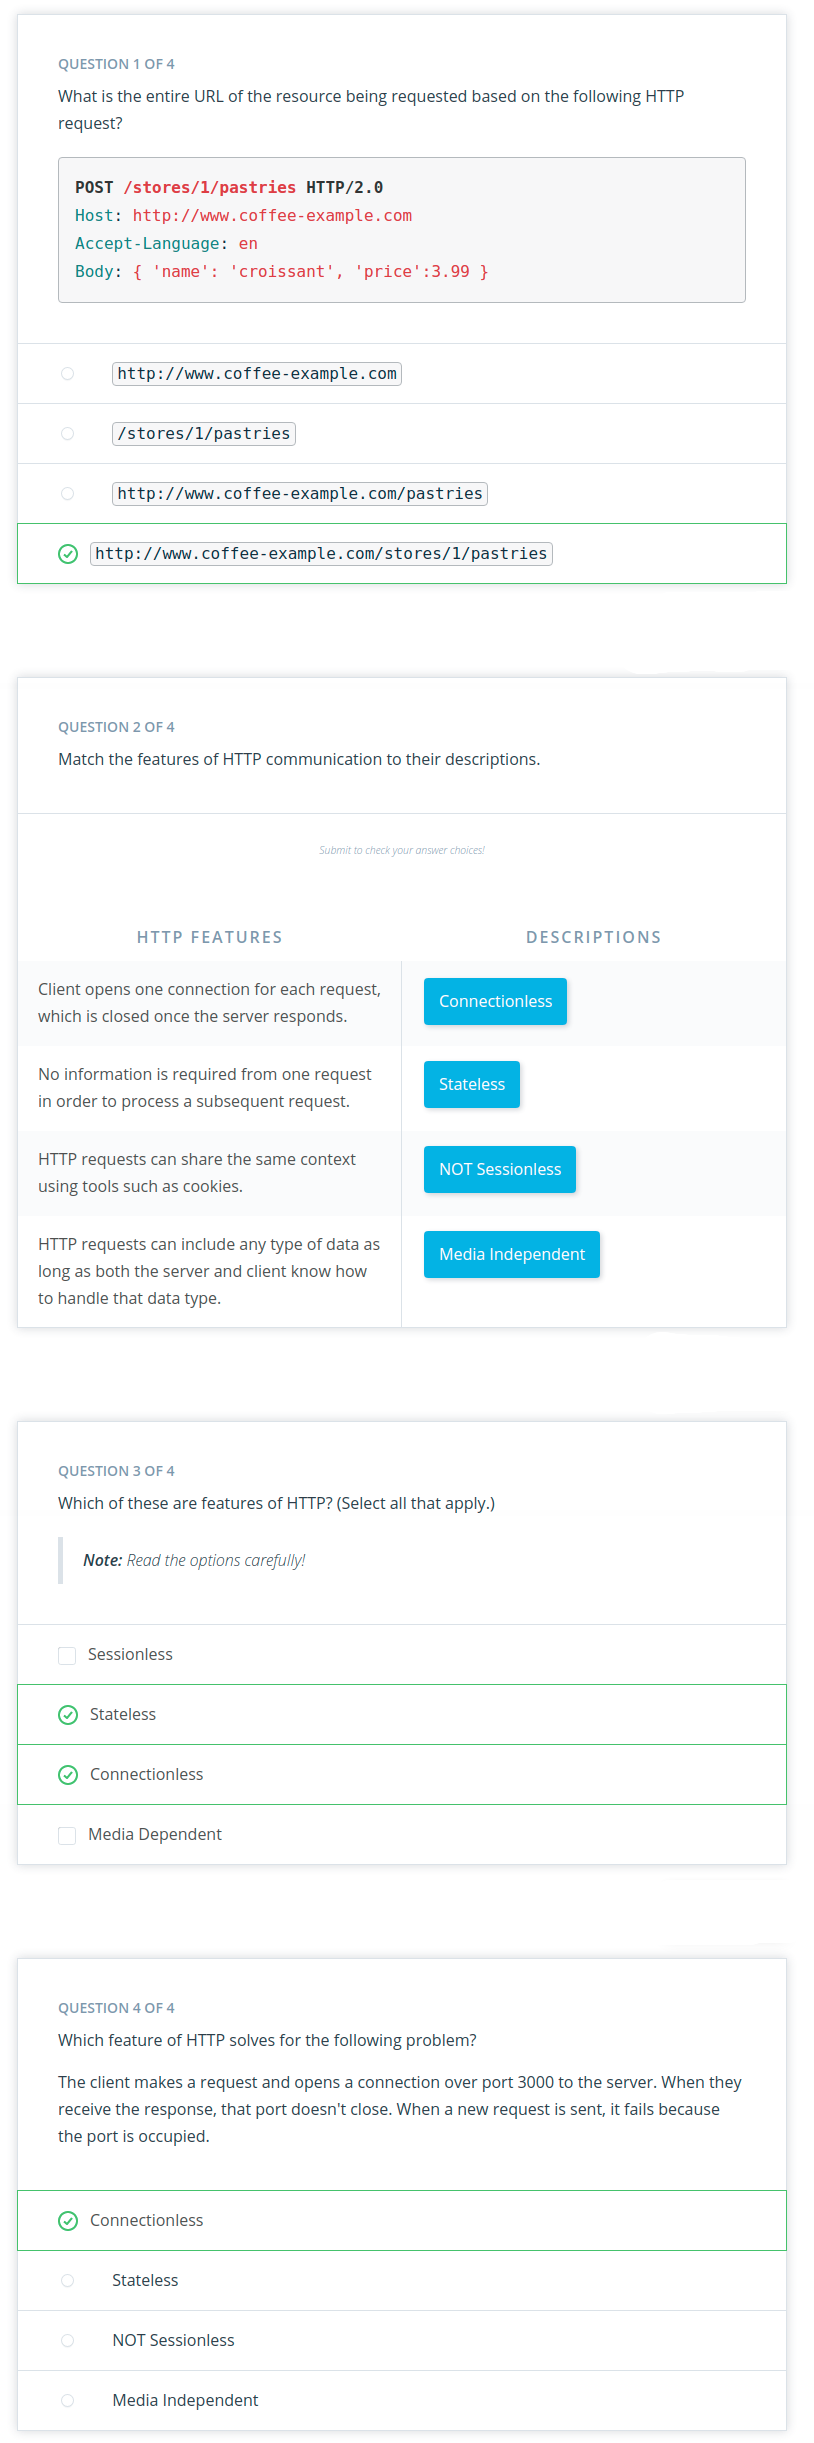 QUESTION 1 OF 4
What is the entire URL of the resource being requested based on the following HTTP
request?
POST /stores/1/pastries HTTP/2.0
Host: http://www.coffee-example.com
Accept-Language: en
Body: { 'name': 'croissant', 'price':3.99 }
http://www.coffee-example.com
/stores/1/pastries
http://www.coffee-example.com/pastries
http://www.coffee-example.com/stores/1/pastries
QUESTION 2 OF 4
Match the features of HTTP communication to their descriptions.
Submit to check your answer choices!
HTTP FEATURES
DESCRIPTIONS
Client opens one connection for each request,
which is closed once the server responds.
Connectionless
No information is required from one request
in order to process a subsequent request.
Stateless
HTTP requests can share the same context
using tools such as cookies.
NOT Sessionless
HTTP requests can include any type of data as
long as both the server and client know how
to handle that data type.
Media Independent
QUESTION 3 OF 4
Which of these are features of HTTP? (Select all that apply.)
Note: Read the options carefully!
Sessionless
Stateless
Connectionless
Media Dependent
QUESTION 4 OF 4
Which feature of HTTP solves for the following problem?
The client makes a request and opens a connection over port 3000 to the server. When they
receive the response, that port doesn't close. When a new request is sent, it fails because
the port is occupied.
Connectionless
Stateless
NOT Sessionless
Media Independent